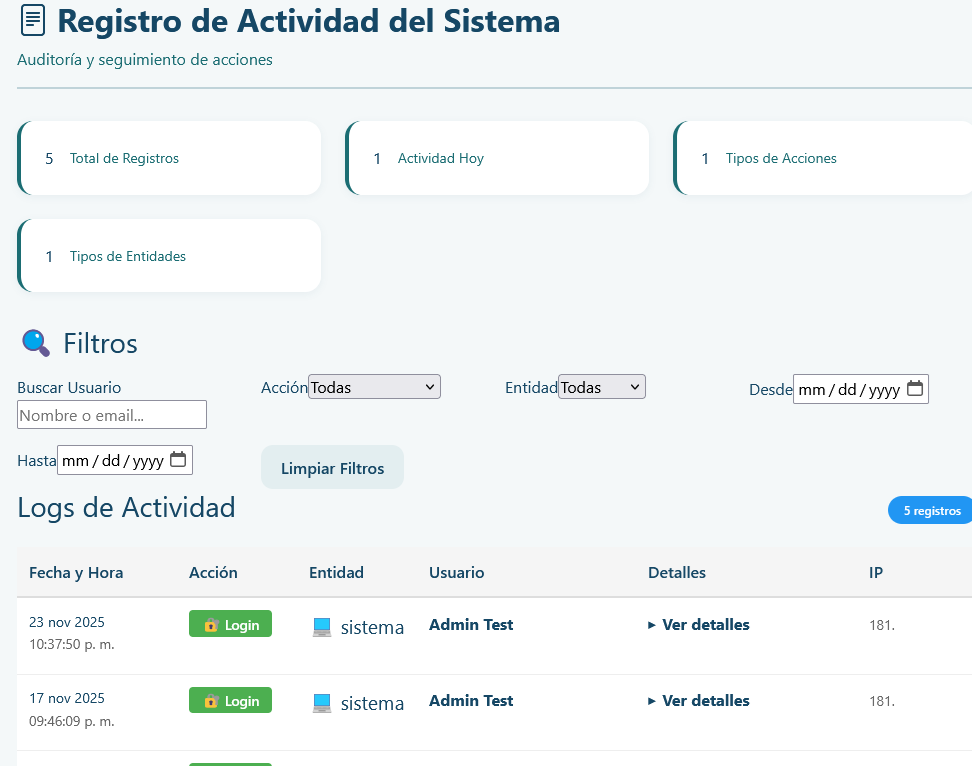 Registro de Actividad del Sistema
Auditoría y seguimiento de acciones
5 Total de Registros
1 Actividad Hoy
1 Tipos de Acciones
1 Tipos de Entidades
Filtros
Buscar Usuario
Nombre o email...
Acción Todas
Entidad Todas
Desde mm/dd/yyyy
Hasta mm/dd/yyyy
Limpiar Filtros
Logs de Actividad
5 registros
Fecha y Hora Acción Entidad Usuario Detalles IP
23 nov 2025
10:37:50 p. m.
Login
sistema
Admin Test
Ver detalles
181.
17 nov 2025
09:46:09 p. m.
Login
sistema
Admin Test
Ver detalles
181.